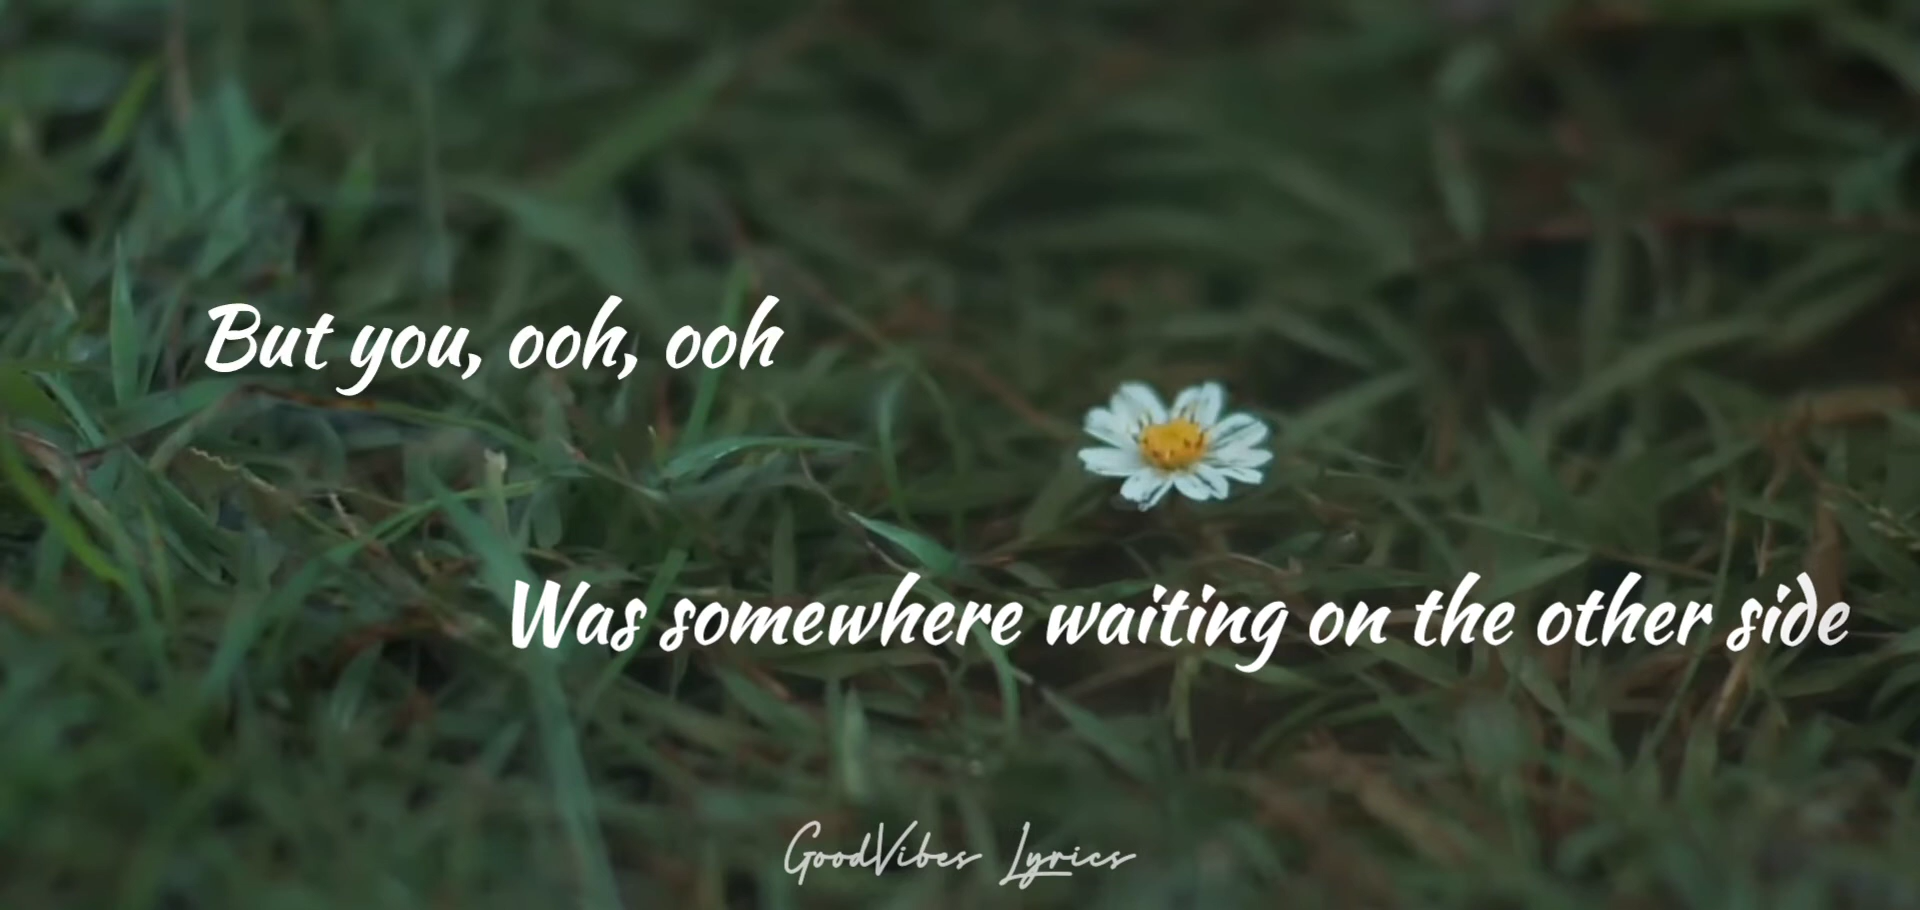 But you, ooh, ooh
Was somewhere waiting on the other side
GoodVibes Lyrics